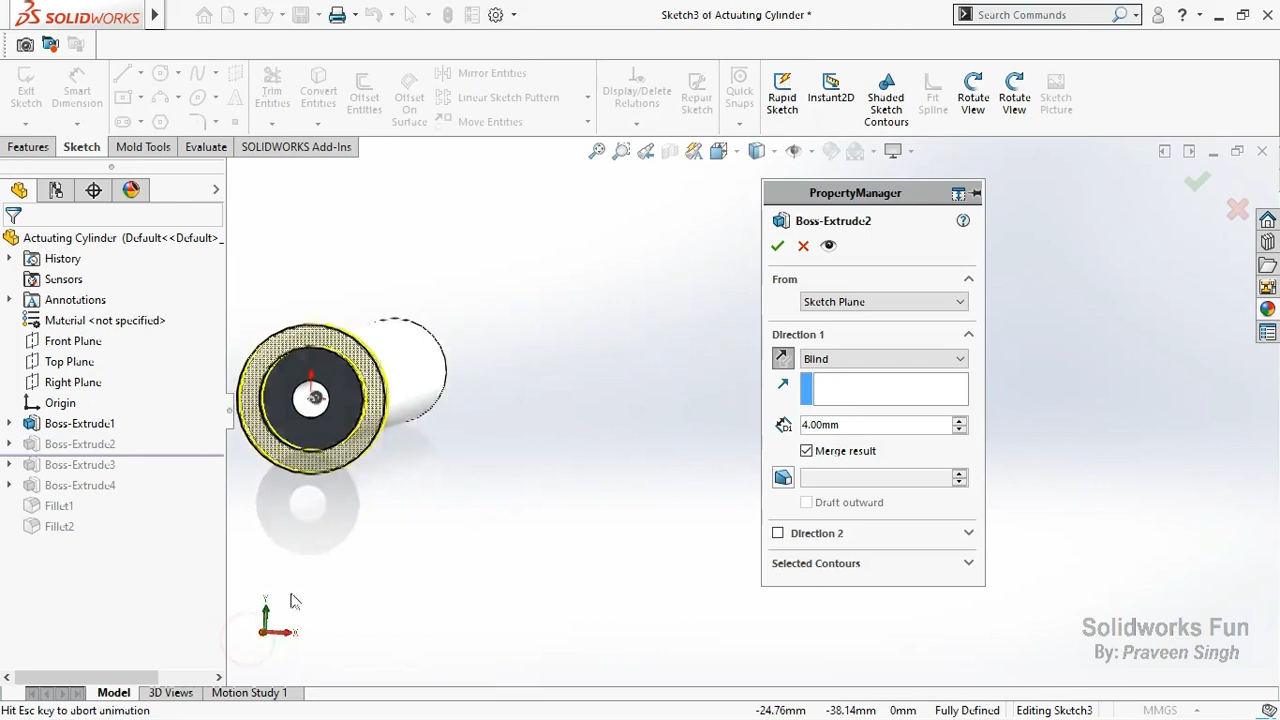 SOLIDWORKS
Sketch3 of Actuating Cylinder *
Search Commands
?
Exit Sketch
Smart Dimension
Trim Entities
Convert Entities
Offset Entities
Offset On Surface
Mirror Entities
Linear Sketch Pattern
Move Entities
Display/Delete Relations
Repair Sketch
Quick Snaps
Rapid Sketch
Instant2D
Shaded Sketch Contours
Fit Spline
Rotate View
Rotate View
Sketch Picture
Features
Sketch
Mold Tools
Evaluate
SOLIDWORKS Add-Ins
Actuating Cylinder (Default<<Default>_
History
Sensors
Annotations
Material <not specified>
Front Plane
Top Plane
Right Plane
Origin
Boss-Extrude1
Boss-Extrude2
Boss-Extrude3
Boss-Extrude4
Fillet1
Fillet2
PropertyManager
Boss-Extrude2
From
Sketch Plane
Direction 1
Blind
4.00mm
Merge result
Draft outward
Direction 2
Selected Contours
Y
X
Solidworks Fun
By: Praveen Singh
Model
3D Views
Motion Study 1
Hit Esc key to abort animation
-24.76mm
-38.14mm
0mm
Fully Defined
Editing Sketch3
MMGS